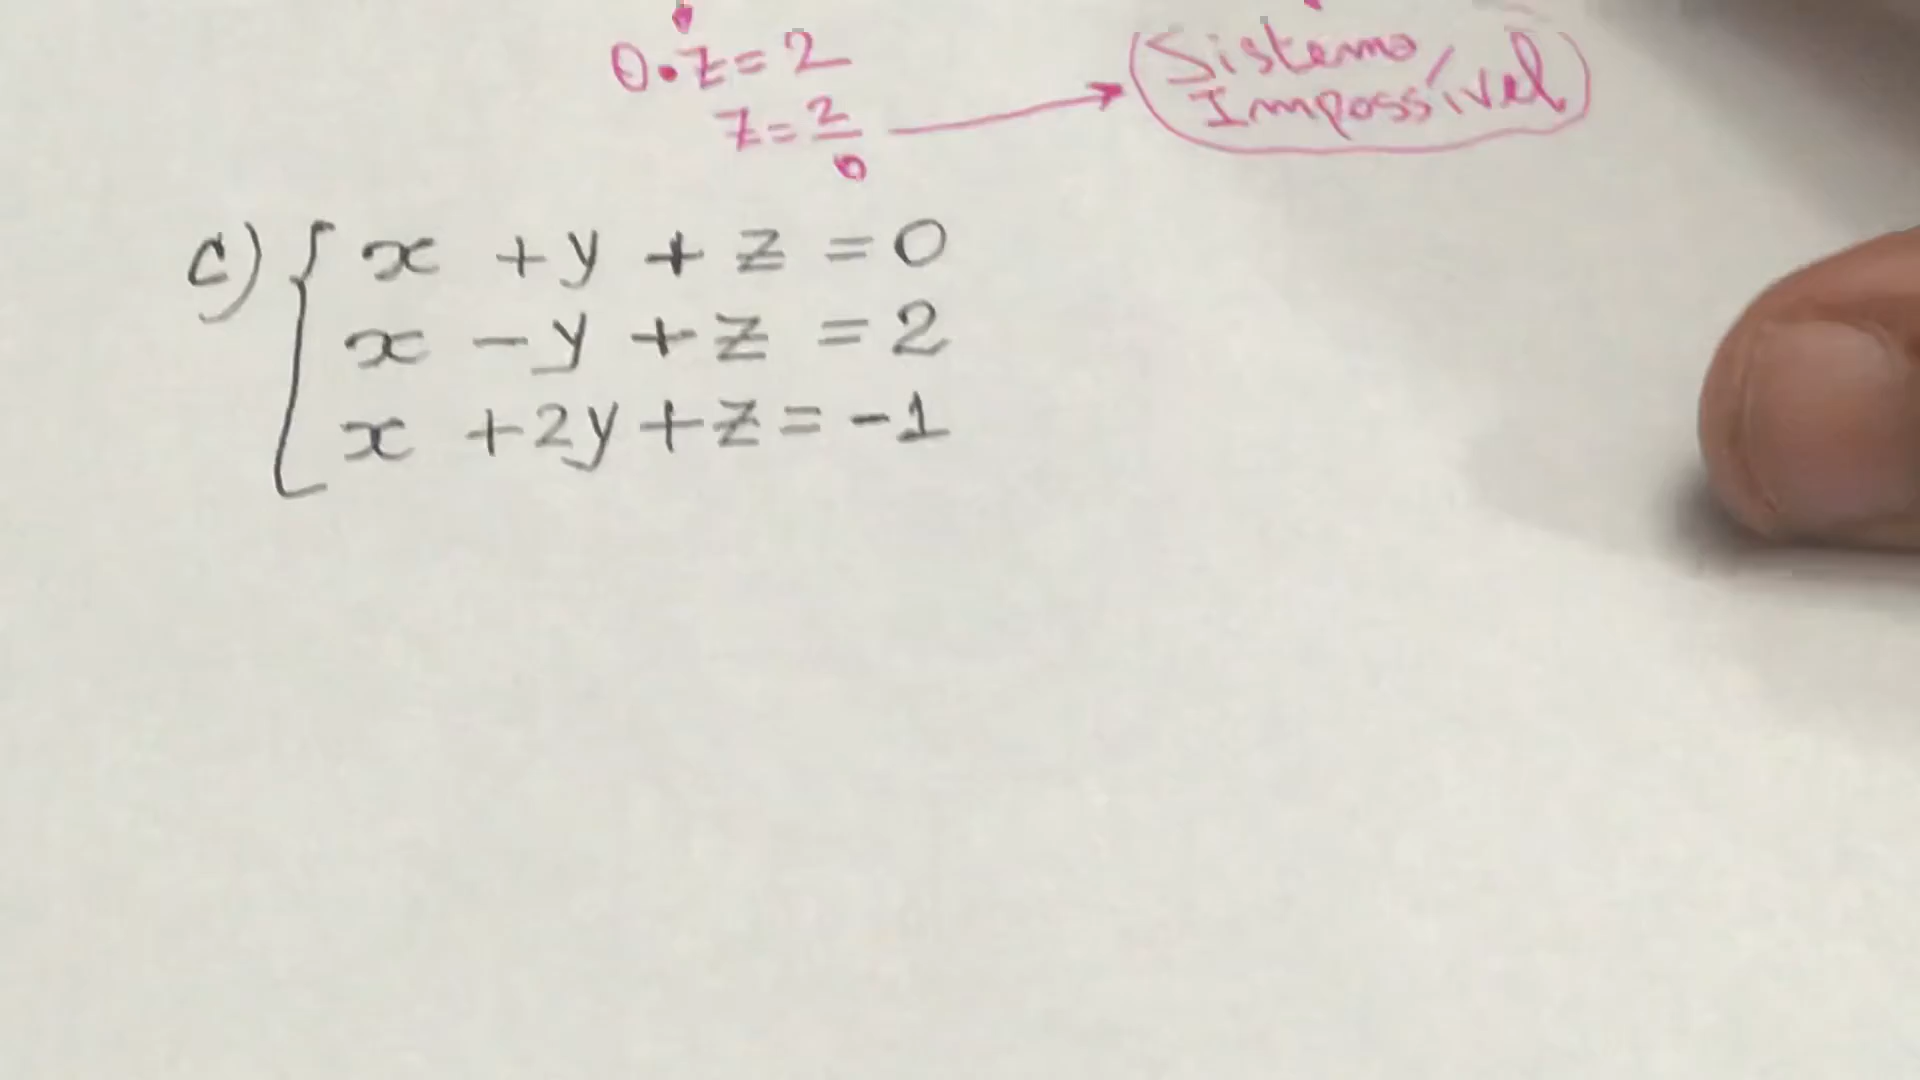 0·z=2
z=2/0
Sistema
Impossível
c) { x + y + z = 0
x - y + z = 2
x + 2y + z = -1